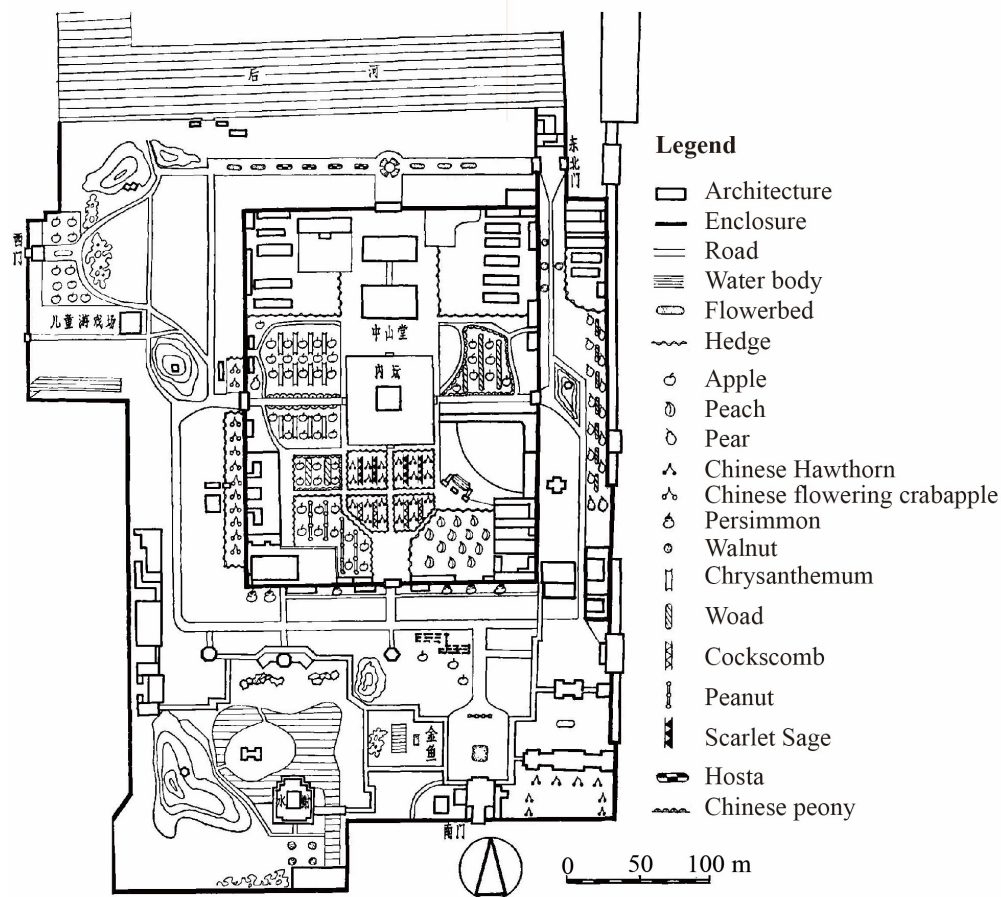 后 河
东北门
西门
儿童游戏场
中山堂
内坛
金鱼
水榭
南门
Legend
Architecture
Enclosure
Road
Water body
Flowerbed
Hedge
Apple
Peach
Pear
Chinese Hawthorn
Chinese flowering crabapple
Persimmon
Walnut
Chrysanthemum
Woad
Cockscomb
Peanut
Scarlet Sage
Hosta
Chinese peony
0 50 100 m